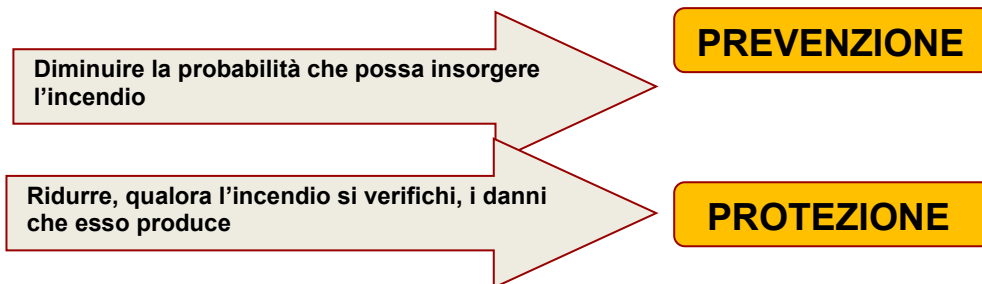 PREVENZIONE
Diminuire la probabilità che possa insorgere
l'incendio
Ridurre, qualora l'incendio si verifichi, i danni
che esso produce
PROTEZIONE